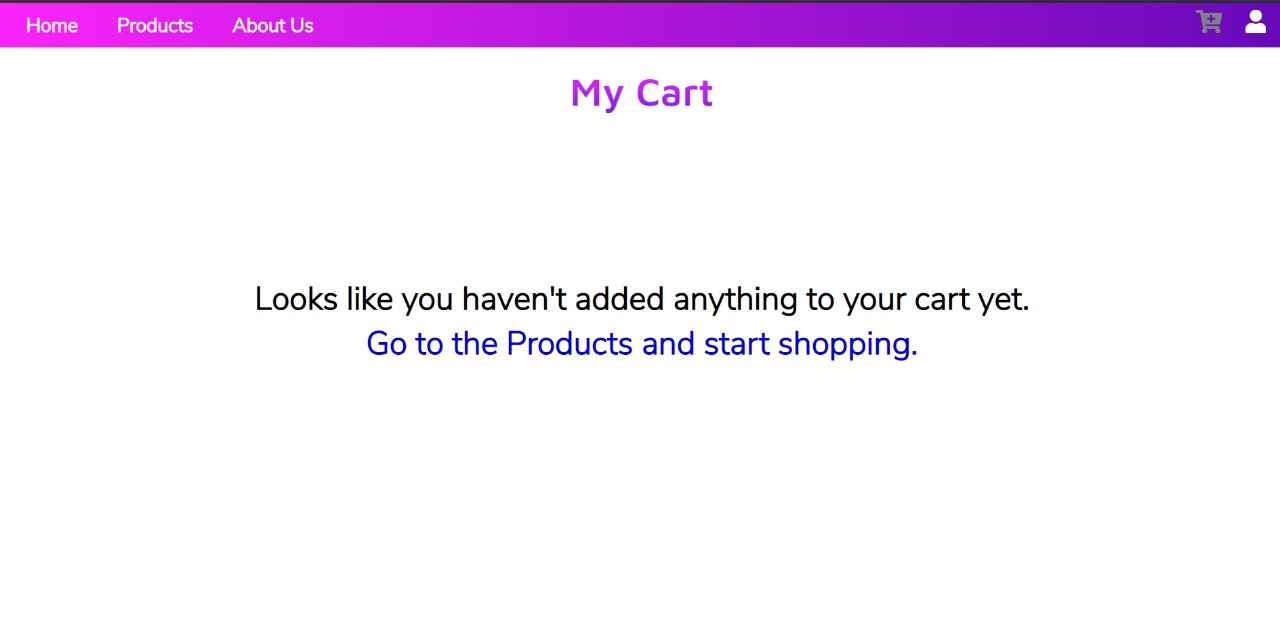 Home Products About Us
My Cart
Looks like you haven't added anything to your cart yet.
Go to the Products and start shopping.